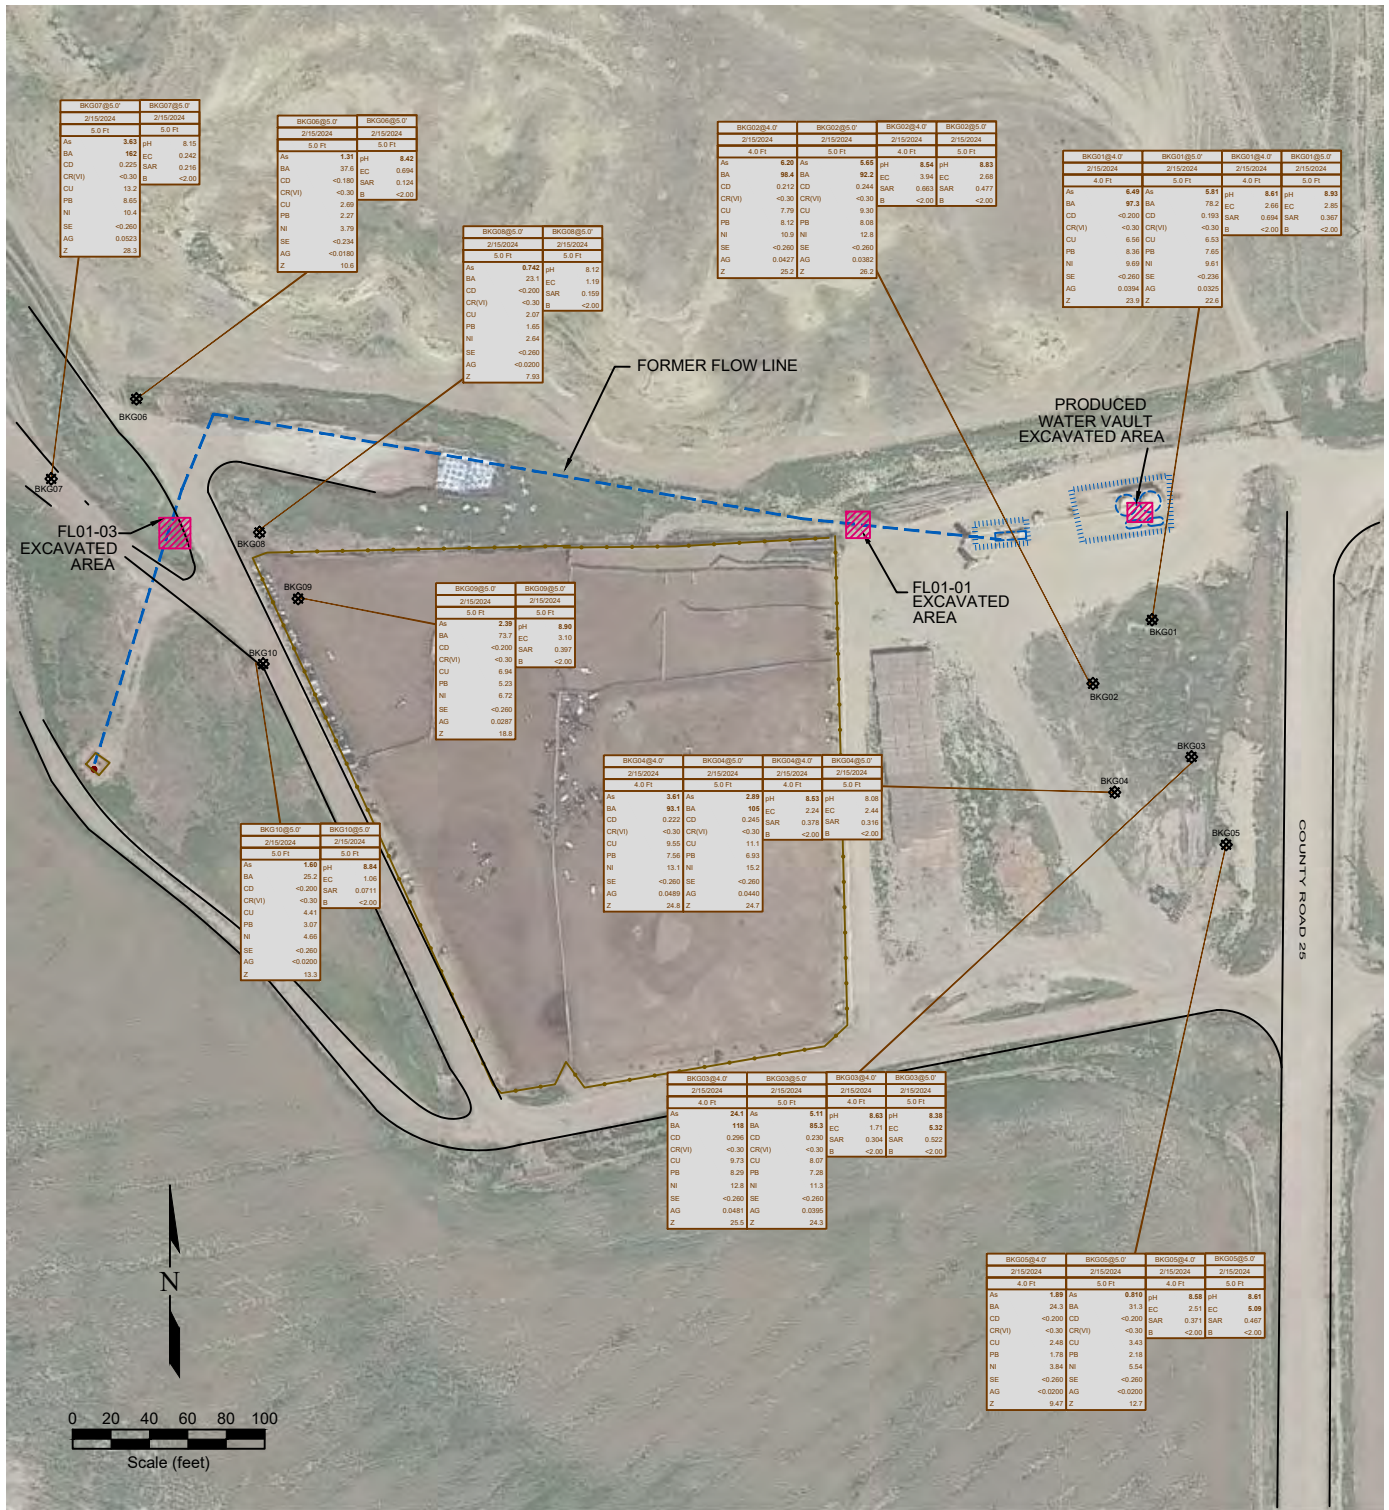 BKG07@5.0' BKG07@5.0'
2/15/2024 2/15/2024
5.0 Ft 5.0 Ft
As 3.63 pH 8.15
BA 162 EC 0.242
CD 0.225 SAR 0.216
CR(VI) <0.30 B <2.00
CU 13.2
PB 8.65
NI 10.4
SE <0.260
AG 0.0523
Z 28.3
BKG06@5.0' BKG06@5.0'
2/15/2024 2/15/2024
5.0 Ft 5.0 Ft
As 1.31 pH 8.42
BA 37.6 EC 0.694
CD <0.180 SAR 0.124
CR(VI) <0.30 B <2.00
CU 2.69
PB 2.27
NI 3.79
SE <0.234
AG <0.0180
Z 10.6
BKG08@5.0' BKG08@5.0'
2/15/2024 2/15/2024
5.0 Ft 5.0 Ft
As 0.742 pH 8.12
BA 23.1 EC 1.19
CD <0.200 SAR 0.159
CR(VI) <0.30 B <2.00
CU 2.07
PB 1.65
NI 2.64
SE <0.260
AG <0.0200
Z 7.93
BKG02@4.0' BKG02@5.0' BKG02@4.0' BKG02@5.0'
2/15/2024 2/15/2024 2/15/2024 2/15/2024
4.0 Ft 5.0 Ft 4.0 Ft 5.0 Ft
As 6.20 As 5.65 pH 8.54 pH 8.83
BA 98.4 BA 92.2 EC 3.94 EC 2.68
CD 0.212 CD 0.244 SAR 0.663 SAR 0.477
CR(VI) <0.30 CR(VI) <0.30 B <2.00 B <2.00
CU 7.79 CU 9.30
PB 8.12 PB 8.08
NI 10.9 NI 12.8
SE <0.260 SE <0.260
AG 0.0427 AG 0.0382
Z 25.2 Z 26.2
BKG01@4.0' BKG01@5.0' BKG01@4.0' BKG01@5.0'
2/15/2024 2/15/2024 2/15/2024 2/15/2024
4.0 Ft 5.0 Ft 4.0 Ft 5.0 Ft
As 6.49 As 5.81 pH 8.61 pH 8.93
BA 97.3 BA 78.2 EC 2.66 EC 2.85
CD <0.200 CD 0.193 SAR 0.694 SAR 0.367
CR(VI) <0.30 CR(VI) <0.30 B <2.00 B <2.00
CU 6.56 CU 6.53
PB 8.36 PB 7.65
NI 9.69 NI 9.61
SE <0.260 SE <0.236
AG 0.0394 AG 0.0325
Z 23.9 Z 22.6
FORMER FLOW LINE
PRODUCED
WATER VAULT
EXCAVATED AREA
BKG06
BKG07
FL01-03
EXCAVATED
AREA
BKG08
FL01-01
EXCAVATED
AREA
BKG09
BKG01
BKG10
BKG02
BKG03
BKG04
BKG05
COUNTY ROAD 25
BKG09@5.0' BKG09@5.0'
2/15/2024 2/15/2024
5.0 Ft 5.0 Ft
As 2.39 pH 8.90
BA 73.7 EC 3.10
CD <0.200 SAR 0.397
CR(VI) <0.30 B <2.00
CU 6.94
PB 5.23
NI 6.72
SE <0.260
AG 0.0287
Z 18.8
BKG04@4.0' BKG04@5.0' BKG04@4.0' BKG04@5.0'
2/15/2024 2/15/2024 2/15/2024 2/15/2024
4.0 Ft 5.0 Ft 4.0 Ft 5.0 Ft
As 3.61 As 2.89 pH 8.53 pH 8.08
BA 93.1 BA 105 EC 2.24 EC 2.44
CD 0.222 CD 0.245 SAR 0.378 SAR 0.316
CR(VI) <0.30 CR(VI) <0.30 B <2.00 B <2.00
CU 9.55 CU 11.1
PB 7.56 PB 6.93
NI 13.1 NI 15.2
SE <0.260 SE <0.260
AG 0.0489 AG 0.0440
Z 24.8 Z 24.7
BKG10@5.0' BKG10@5.0'
2/15/2024 2/15/2024
5.0 Ft 5.0 Ft
As 1.60 pH 8.84
BA 25.2 EC 1.06
CD <0.200 SAR 0.0711
CR(VI) <0.30 B <2.00
CU 4.41
PB 3.07
NI 4.66
SE <0.260
AG <0.0200
Z 13.3
BKG03@4.0' BKG03@5.0' BKG03@4.0' BKG03@5.0'
2/15/2024 2/15/2024 2/15/2024 2/15/2024
4.0 Ft 5.0 Ft 4.0 Ft 5.0 Ft
As 24.1 As 5.11 pH 8.63 pH 8.38
BA 118 BA 85.3 EC 1.71 EC 5.32
CD 0.296 CD 0.230 SAR 0.304 SAR 0.522
CR(VI) <0.30 CR(VI) <0.30 B <2.00 B <2.00
CU 9.73 CU 8.07
PB 8.29 PB 7.28
NI 12.8 NI 11.3
SE <0.260 SE <0.260
AG 0.0481 AG 0.0395
Z 25.5 Z 24.3
BKG05@4.0' BKG05@5.0' BKG05@4.0' BKG05@5.0'
2/15/2024 2/15/2024 2/15/2024 2/15/2024
4.0 Ft 5.0 Ft 4.0 Ft 5.0 Ft
As 1.89 As 0.810 pH 8.58 pH 8.61
BA 24.3 BA 31.3 EC 2.51 EC 5.09
CD <0.200 CD <0.200 SAR 0.371 SAR 0.467
CR(VI) <0.30 CR(VI) <0.30 B <2.00 B <2.00
CU 2.48 CU 3.43
PB 1.78 PB 2.18
NI 3.84 NI 5.54
SE <0.260 SE <0.260
AG <0.0200 AG <0.0200
Z 9.47 Z 12.7
N
0 20 40 60 80 100
Scale (feet)